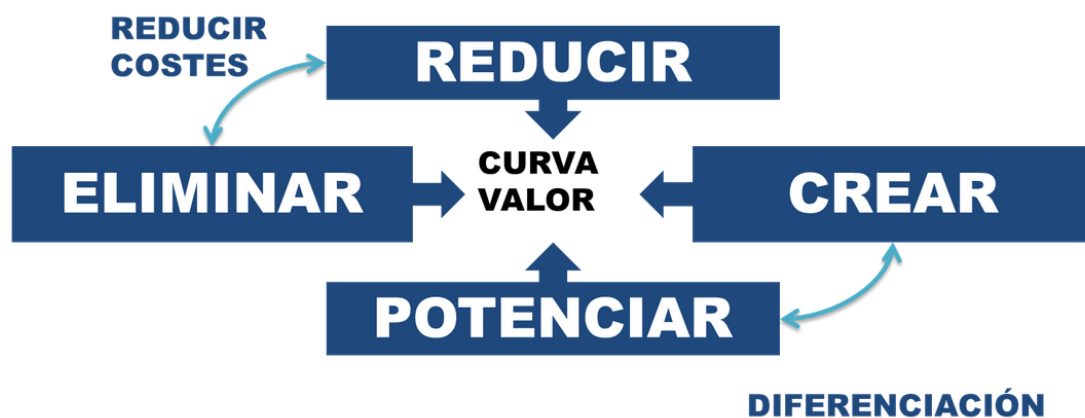 REDUCIR
COSTES
REDUCIR
ELIMINAR
CURVA
VALOR
CREAR
POTENCIAR
DIFERENCIACIÓN